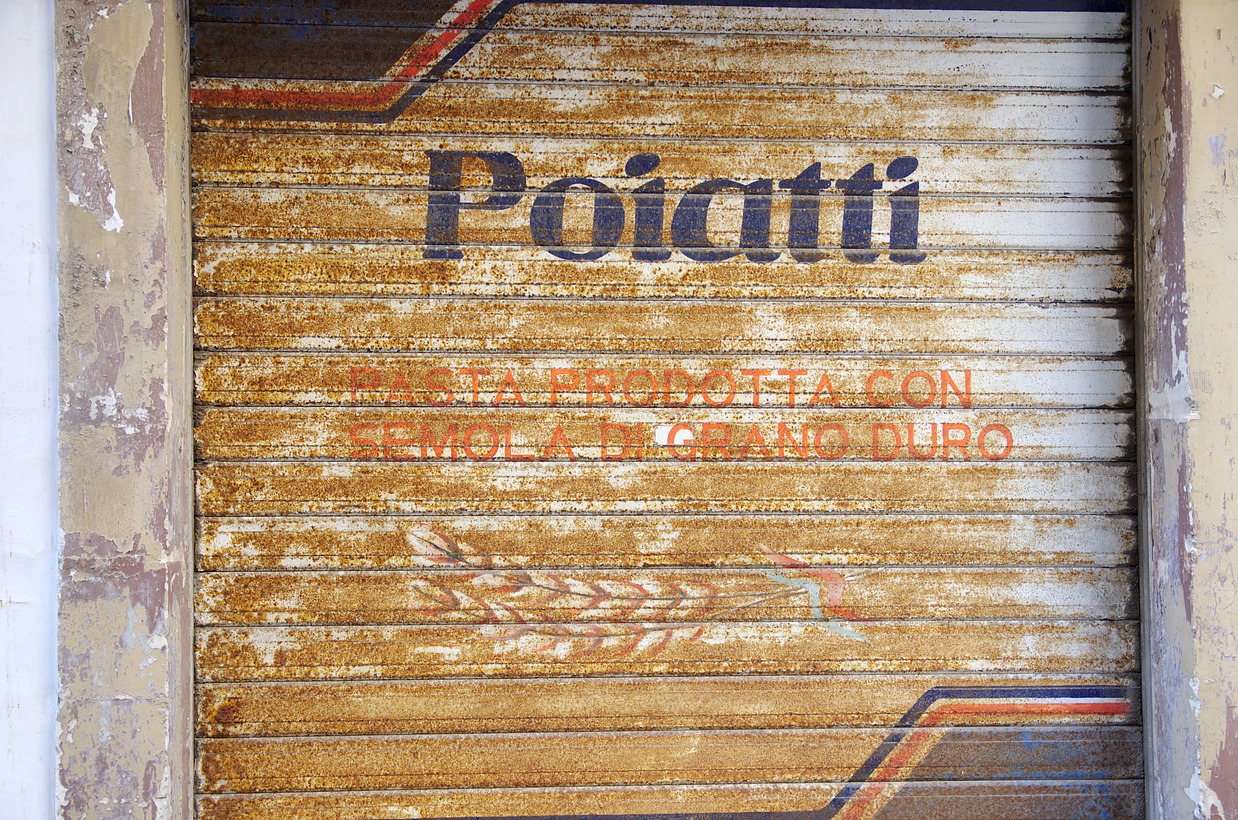 Poiatti
PASTA PRODOTTA CON
SEMOLA DI GRANO DURO